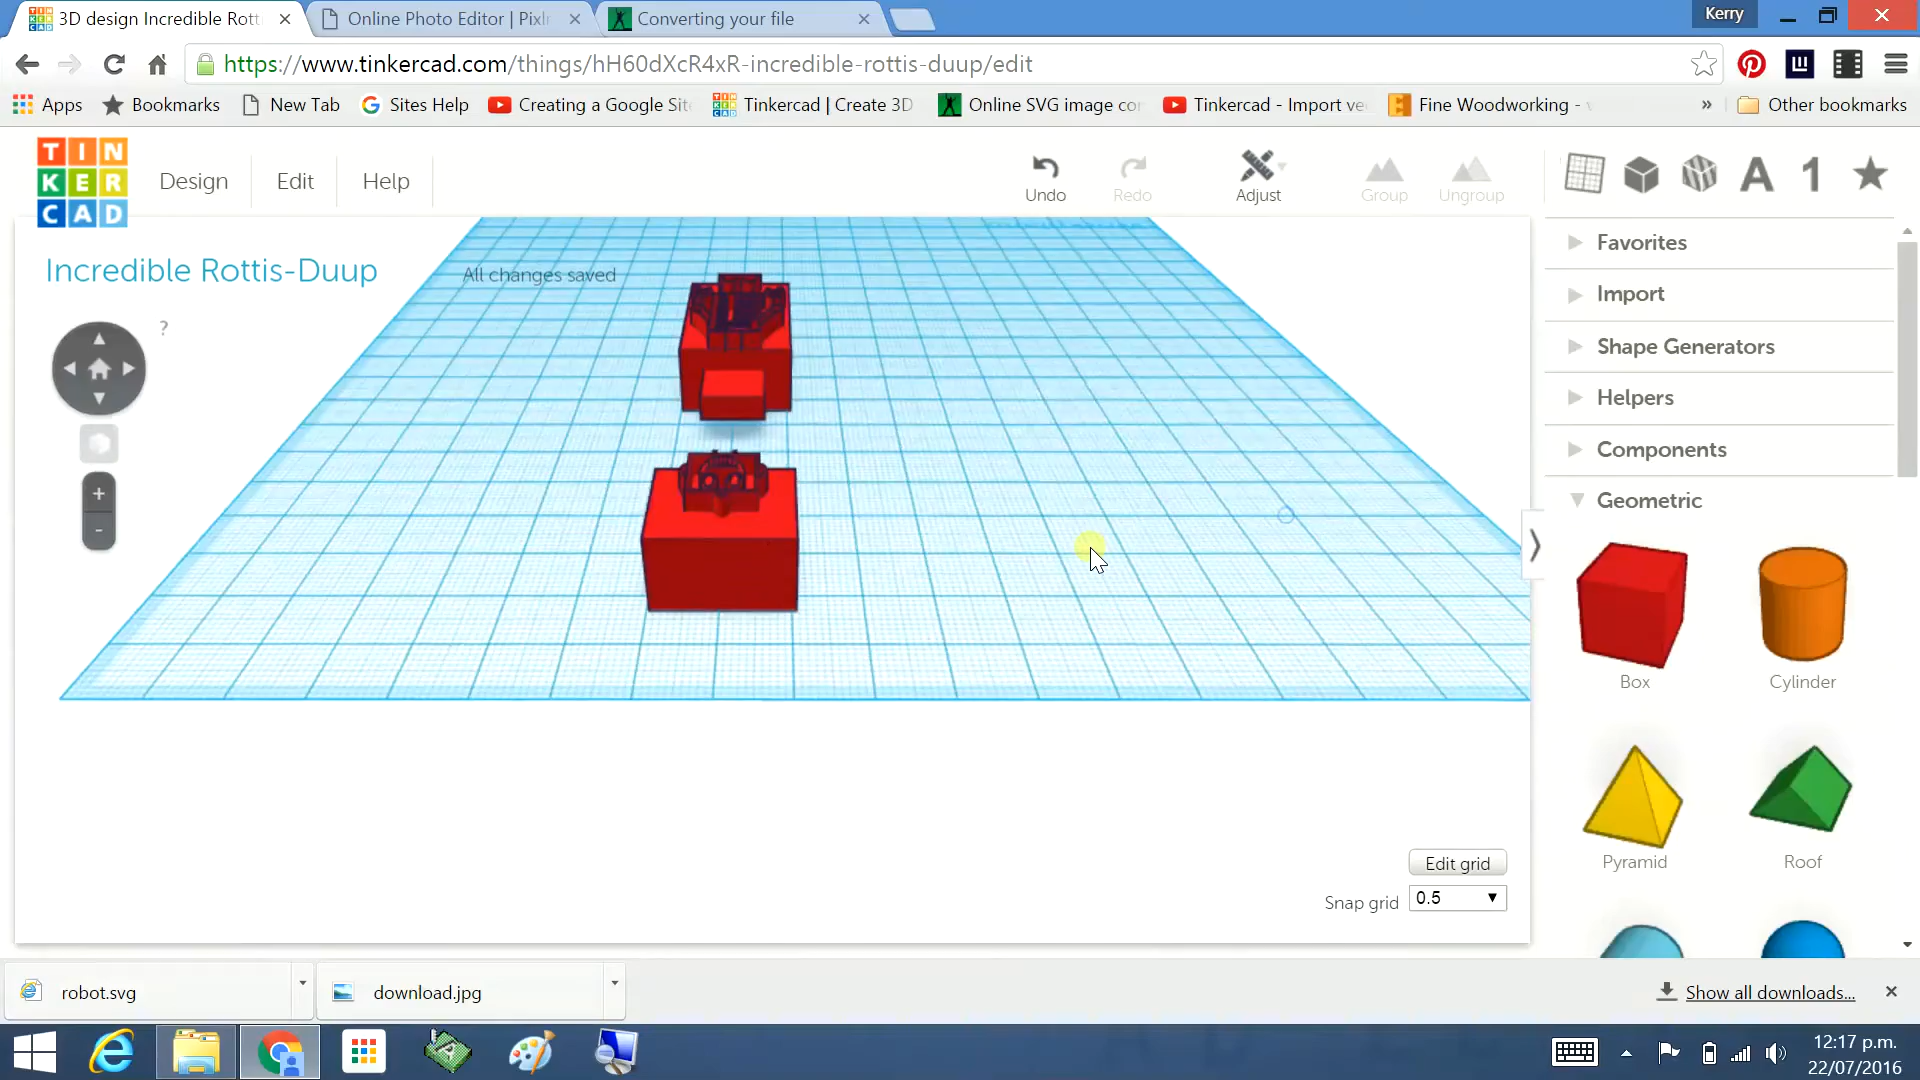 3D design Incredible Rotti
Online Photo Editor | Pixlr
Converting your file
Kerry
https://www.tinkercad.com/things/hH60dXcR4xR-incredible-rottis-duup/edit
Apps
Bookmarks
New Tab
Sites Help
Creating a Google Sit
Tinkercad | Create 3D
Online SVG image con
Tinkercad - Import vec
Fine Woodworking -
»
Other bookmarks
TIN
KER
CAD
Design
Edit
Help
Undo
Redo
Adjust
Group
Ungroup
A
1
Incredible Rottis-Duup
All changes saved
?
+
-
Favorites
Import
Shape Generators
Helpers
Components
Geometric
Box
Cylinder
Pyramid
Roof
Edit grid
Snap grid
0.5
robot.svg
download.jpg
Show all downloads...
12:17 p.m.
22/07/2016